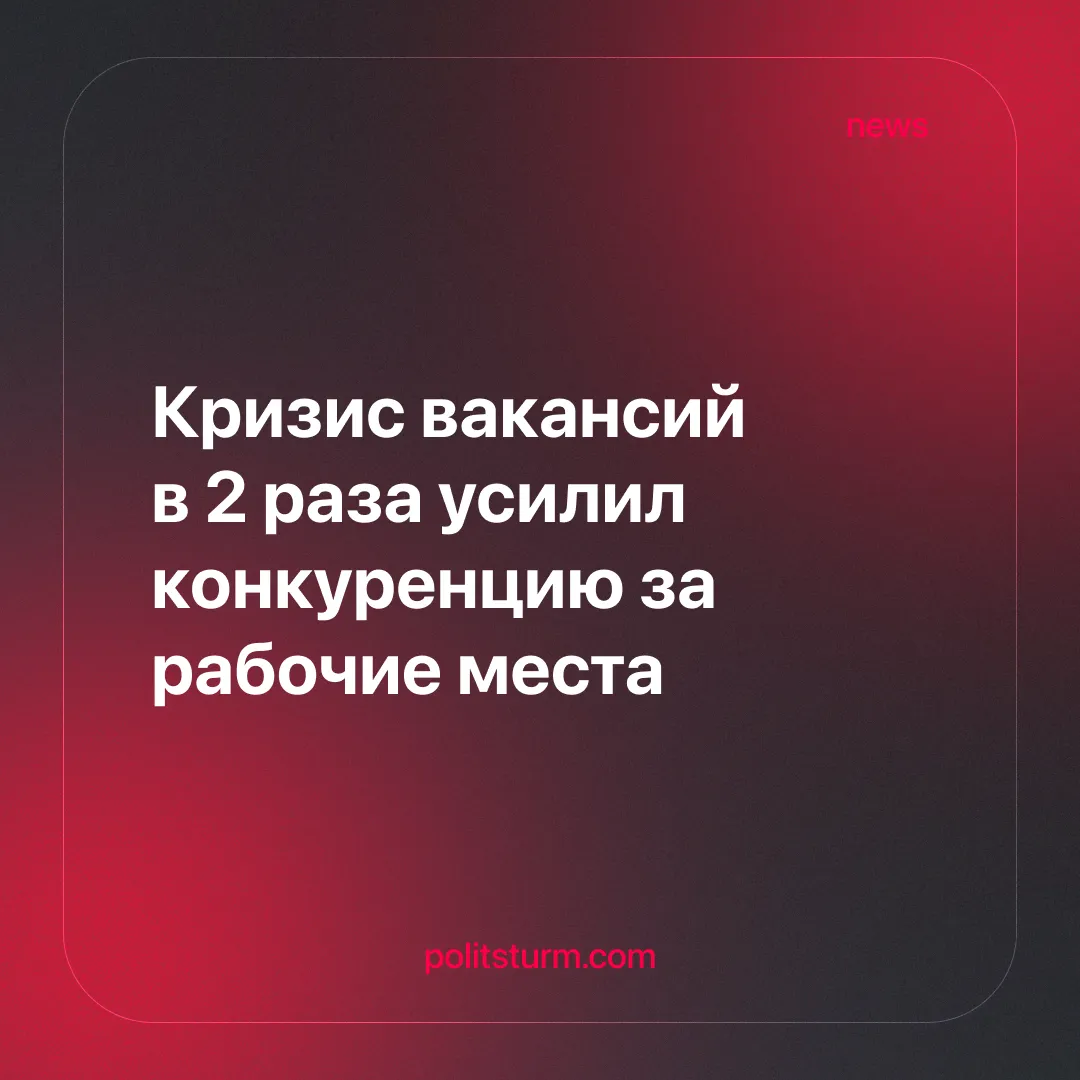 news
Кризис вакансий
в 2 раза усилил
конкуренцию за
рабочие места
politsturm.com